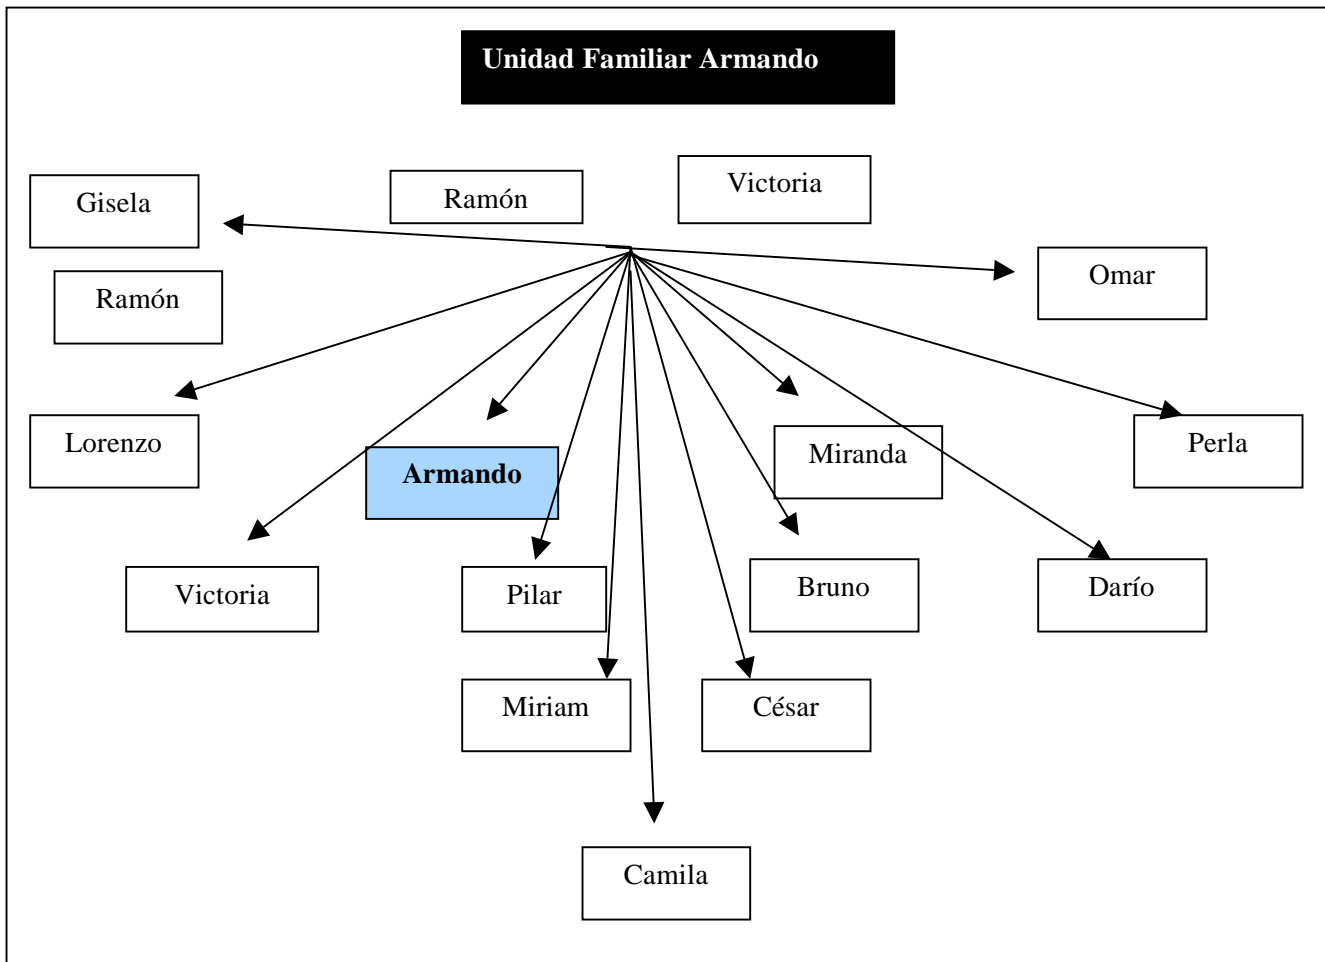 Unidad Familiar Armando
Gisela
Ramón
Victoria
Ramón
Omar
Lorenzo
Armando
Miranda
Perla
Victoria
Pilar
Bruno
Darío
Miriam
César
Camila